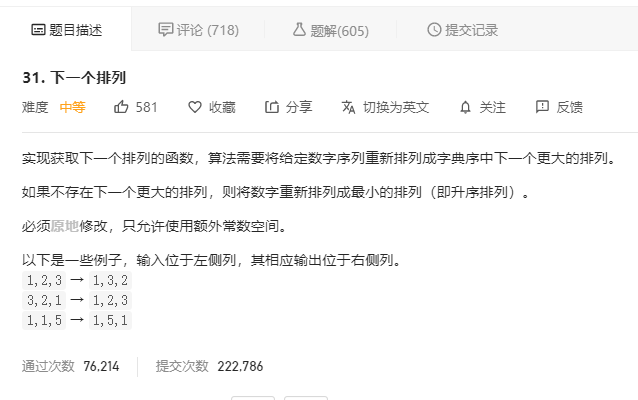 题目描述 评论 (718) 题解(605) 提交记录
31. 下一个排列
难度 中等 581 收藏 分享 切换为英文 关注 反馈
实现获取下一个排列的函数，算法需要将给定数字序列重新排列成字典序中下一个更大的排列。
如果不存在下一个更大的排列，则将数字重新排列成最小的排列（即升序排列）。
必须原地修改，只允许使用额外常数空间。
以下是一些例子，输入位于左侧列，其相应输出位于右侧列。
1,2,3 → 1,3,2
3,2,1 → 1,2,3
1,1,5 → 1,5,1
通过次数 76,214 提交次数 222,786